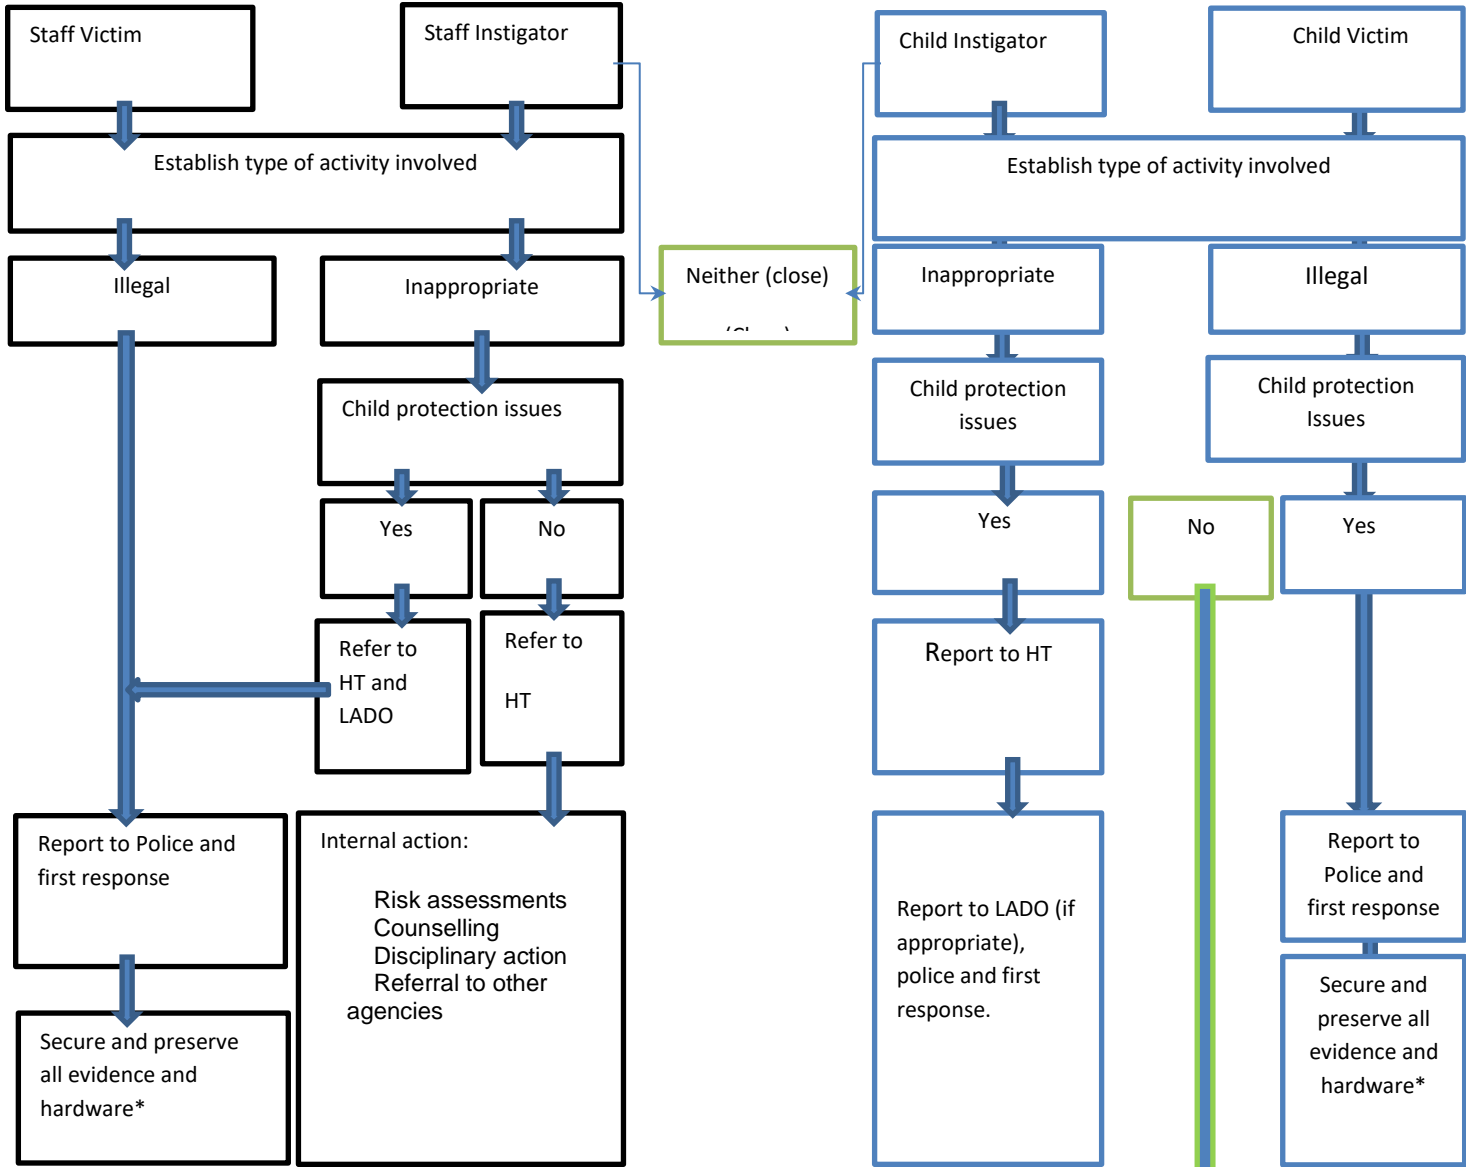 Staff Victim
Staff Instigator
Child Instigator
Child Victim
Establish type of activity involved
Establish type of activity involved
Illegal
Inappropriate
Neither (close)
Inappropriate
Illegal
Child protection issues
Child protection
issues
Child protection
Issues
Yes
No
Yes
No
Yes
Refer to
HT and
LADO
Refer to
HT
Report to HT
Report to Police and
first response
Internal action:
Risk assessments
Counselling
Disciplinary action
Referral to other
agencies
Report to LADO (if
appropriate),
police and first
response.
Report to
Police and
first response
Secure and preserve
all evidence and
hardware*
Secure and
preserve all
evidence and
hardware*